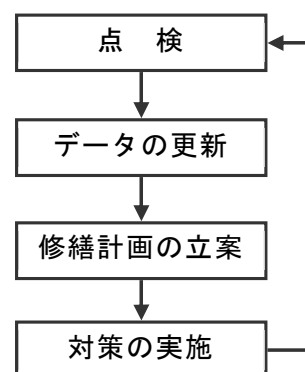 点　検
データの更新
修繕計画の立案
対策の実施